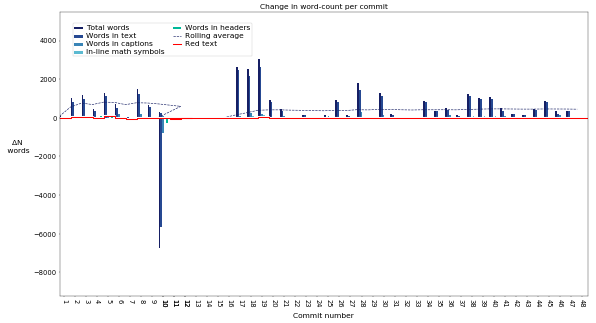 Change in word-count per commit
Total words
Words in text
Words in captions
in-line math symbols
Words in headers
Rolling average
Red text
4000
2000
0
−2000
−4000
−6000
−8000
ΔN
words
1 2 3 4 5 6 7 8 9 10 11 12 13 14 15 16 17 18 19 20 21 22 23 24 25 26 27 28 29 30 31 32 33 34 35 36 37 38 39 40 41 42 43 44 45 46 47 48
Commit number